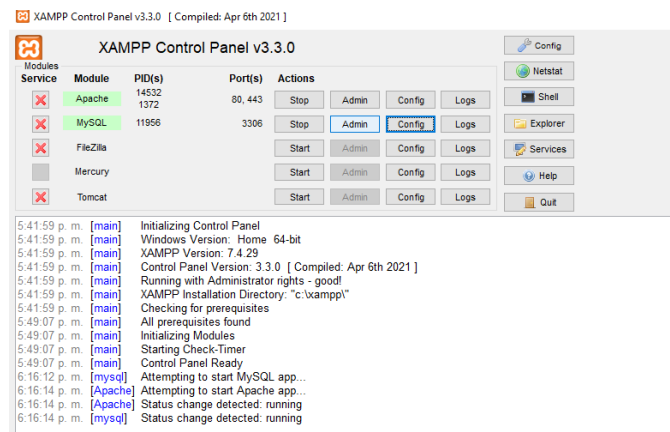 XAMPP Control Panel v3.3.0 [ Compiled: Apr 6th 2021 ]
XAMPP Control Panel v3.3.0
Config
Modules
Service Module PID(s) Port(s) Actions
Netstat
Apache 14532 1372 80, 443 Stop Admin Config Logs
Shell
MySQL 11956 3306 Stop Admin Config Logs
Explorer
FileZilla Start Admin Config Logs
Services
Mercury Start Admin Config Logs
Help
Tomcat Start Admin Config Logs
Quit
5:41:59 p. m. [main] Initializing Control Panel
5:41:59 p. m. [main] Windows Version: Home 64-bit
5:41:59 p. m. [main] XAMPP Version: 7.4.29
5:41:59 p. m. [main] Control Panel Version: 3.3.0 [ Compiled: Apr 6th 2021 ]
5:41:59 p. m. [main] Running with Administrator rights - good!
5:41:59 p. m. [main] XAMPP Installation Directory: "c:\xampp\"
5:41:59 p. m. [main] Checking for prerequisites
5:49:07 p. m. [main] All prerequisites found
5:49:07 p. m. [main] Initializing Modules
5:49:07 p. m. [main] Starting Check-Timer
5:49:07 p. m. [main] Control Panel Ready
6:16:12 p. m. [mysql] Attempting to start MySQL app...
6:16:14 p. m. [Apache] Attempting to start Apache app...
6:16:14 p. m. [Apache] Status change detected: running
6:16:14 p. m. [mysql] Status change detected: running